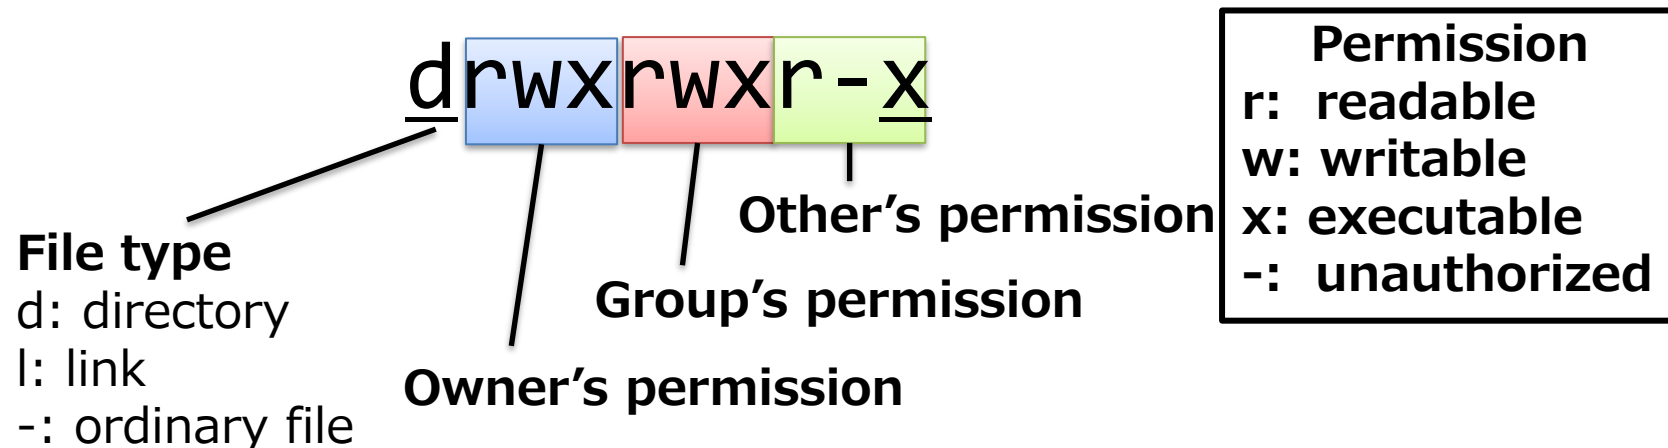 drwxrwxr-x
File type
d: directory
l: link
-: ordinary file
Owner’s permission
Group’s permission
Other’s permission
Permission
r: readable
w: writable
x: executable
-: unauthorized